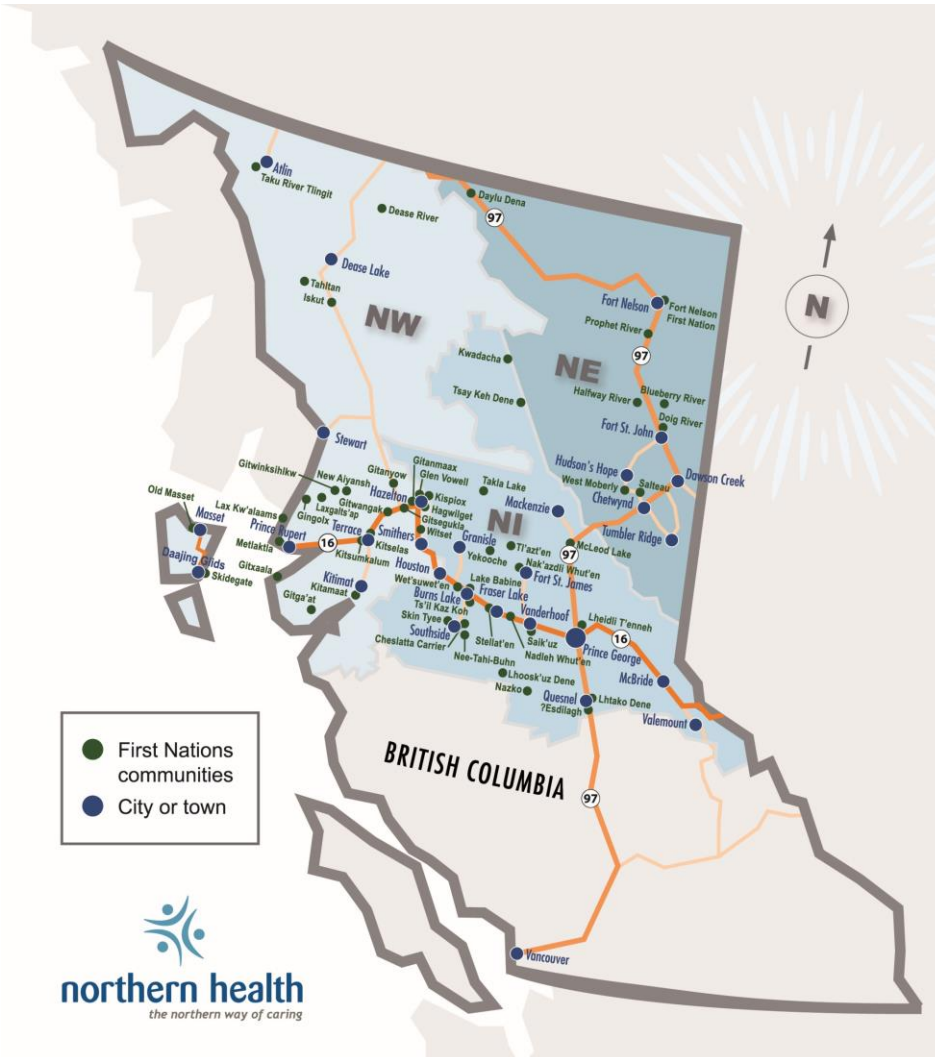 Atlin
Taku River Tlingit
Daylu Dena
97
Dease River
Dease Lake
Tahltan
Iskut
NW
Fort Nelson
Fort Nelson
First Nation
Prophet River
97
N
Kwadacha
NE
Tsay Keh Dene
Halfway River
Blueberry River
Doig River
Fort St. John
Stewart
Hudson's Hope
West Moberly
Salteau
Dawson Creek
Chetwynd
Tumbler Ridge
Gitwinksihlkw
New Aiyansh
Gitanyow
Gitanmaax
Glen Vowell
Hazelton
Kispiox
Hagwilget
Takla Lake
Mackenzie
Old Masset
Masset
Lax Kw'alaams
Gingolx
Laxgalts'ap
Gitwangak
Gitsegukla
Witset
NI
Prince Rupert
Terrace
Smithers
Granisle
Metlaktla
16
Kitselas
Kitsumkalum
Yekooche
Tl'azt'en
Nak'azdli Whut'en
McLeod Lake
97
Daajing Giids
Skidegate
Gitxaala
Kitimat
Kitamaat
Gitga'at
Houston
Wet'suwet'en
Lake Babine
Fort St. James
Burns Lake
Fraser Lake
Ts'il Kaz Koh
Skin Tyee
Southside
Cheslatta Carrier
Nee-Tahi-Buhn
Stellat'en
Vanderhoof
Saik'uz
Nadleh Whut'en
Lheidli T'enneh
16
Prince George
McBride
Lhoosk'uz Dene
Nazko
Quesnel
Lhtako Dene
?Esdilagh
Valemount
BRITISH COLUMBIA
97
Vancouver
First Nations
communities
City or town
northern health
the northern way of caring